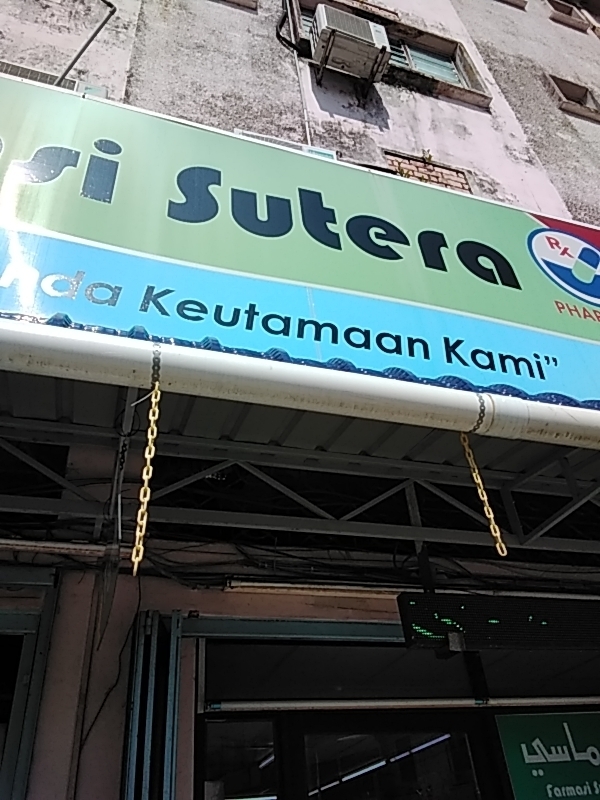 si Sutera
Rx
PHAR
nda Keutamaan Kami”
ماسي
Farmasi S